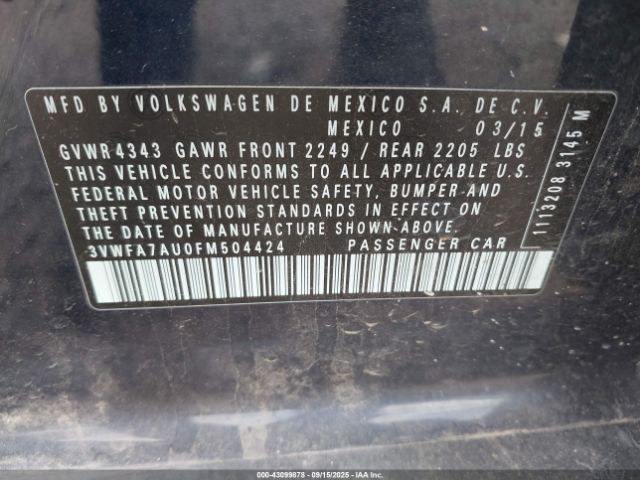 MFD BY VOLKSWAGEN DE MEXICO S.A. DE C.V.
MEXICO 03/15
GVWR 4343 GAWR FRONT 2249 / REAR 2205 LBS
THIS VEHICLE CONFORMS TO ALL APPLICABLE U.S.
FEDERAL MOTOR VEHICLE SAFETY, BUMPER AND
THEFT PREVENTION STANDARDS IN EFFECT ON THE
DATE OF MANUFACTURE SHOWN ABOVE.
3VWFA7AU0FM504424 PASSENGER CAR
1113208 3145 M
000-43099878 - 09/15/2025 - © IAA Holdings, LLC